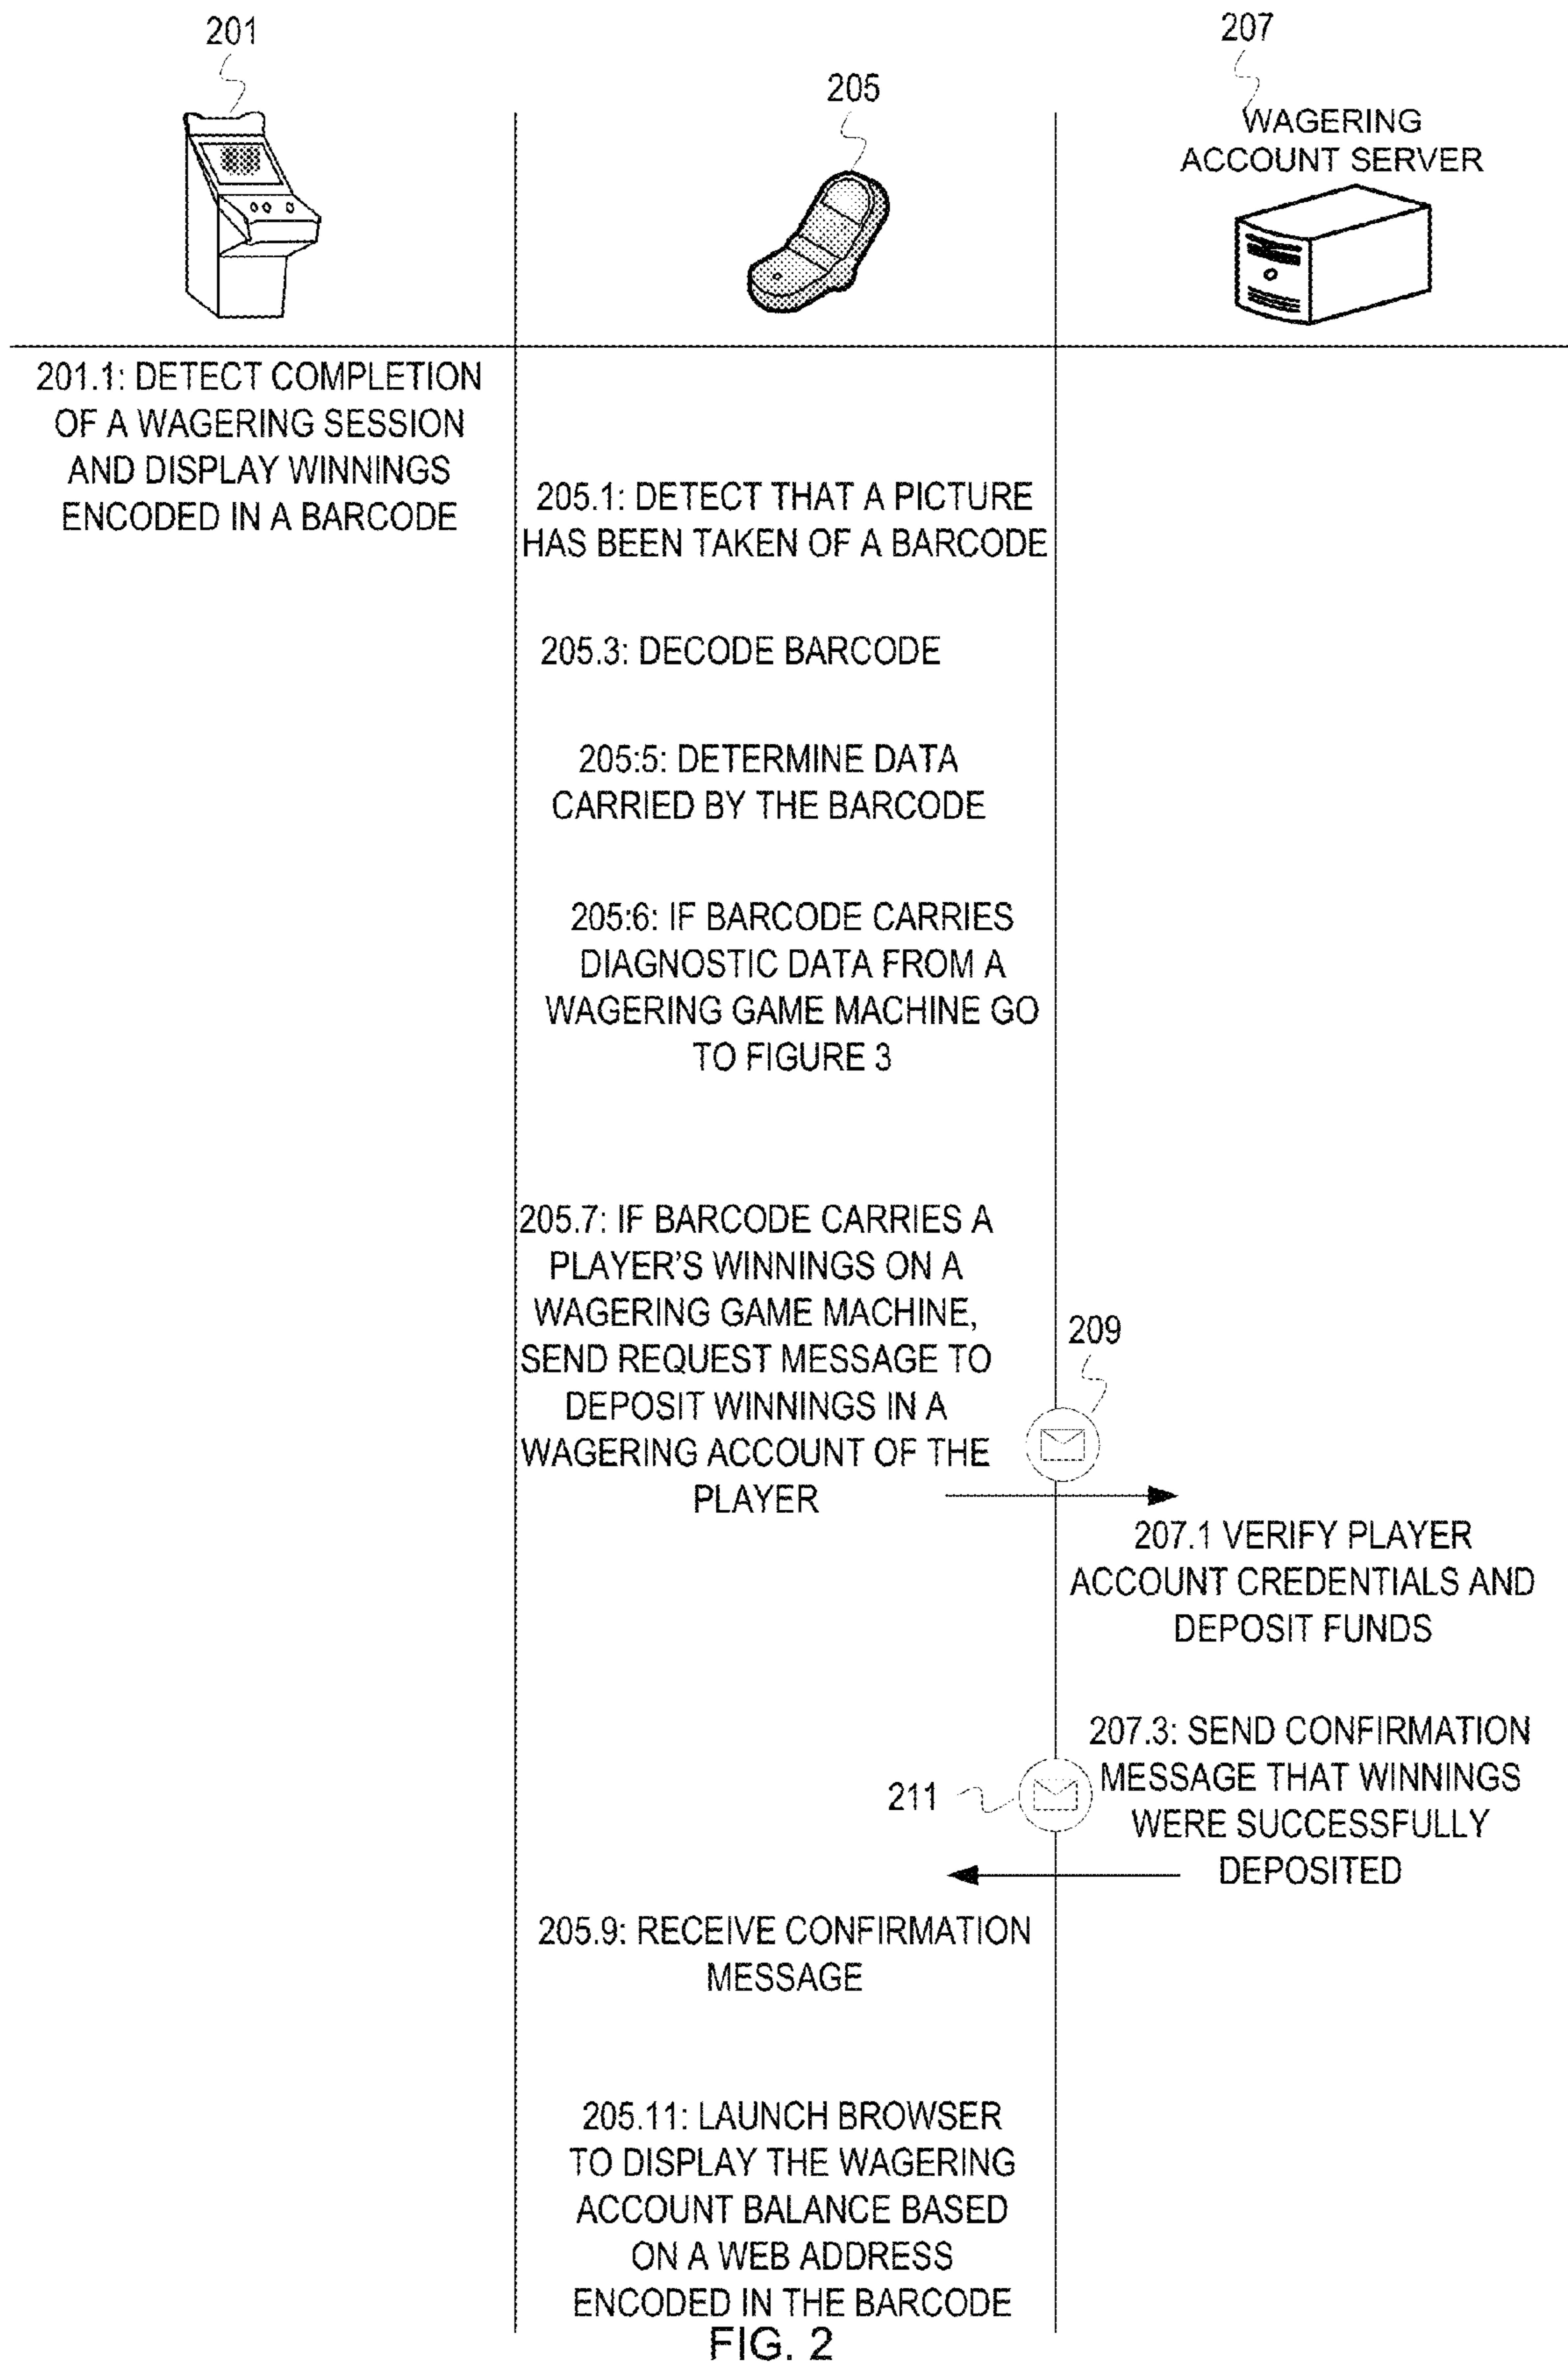 201
205
207
WAGERING
ACCOUNT SERVER
201.1: DETECT COMPLETION
OF A WAGERING SESSION
AND DISPLAY WINNINGS
ENCODED IN A BARCODE
205.1: DETECT THAT A PICTURE
HAS BEEN TAKEN OF A BARCODE
205.3: DECODE BARCODE
205:5: DETERMINE DATA
CARRIED BY THE BARCODE
205:6: IF BARCODE CARRIES
DIAGNOSTIC DATA FROM A
WAGERING GAME MACHINE GO
TO FIGURE 3
205.7: IF BARCODE CARRIES A
PLAYER'S WINNINGS ON A
WAGERING GAME MACHINE,
SEND REQUEST MESSAGE TO
DEPOSIT WINNINGS IN A
WAGERING ACCOUNT OF THE
PLAYER
209
207.1 VERIFY PLAYER
ACCOUNT CREDENTIALS AND
DEPOSIT FUNDS
207.3: SEND CONFIRMATION
MESSAGE THAT WINNINGS
WERE SUCCESSFULLY
DEPOSITED
211
205.9: RECEIVE CONFIRMATION
MESSAGE
205.11: LAUNCH BROWSER
TO DISPLAY THE WAGERING
ACCOUNT BALANCE BASED
ON A WEB ADDRESS
ENCODED IN THE BARCODE
FIG. 2